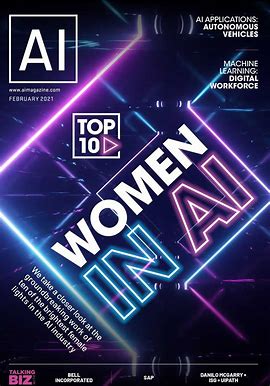 AI
www.aimagazine.com
FEBRUARY 2021
AI APPLICATIONS:
AUTONOMOUS
VEHICLES
MACHINE
LEARNING:
DIGITAL
WORKFORCE
TOP
10
WOMEN
IN AI
We take a closer look at the
groundbreaking work of
ten of the brightest female
lights in the AI industry
TALKING
BIZ
BELL
INCORPORATED
SAP
DANILO MCGARRY •
ISG • UIPATH